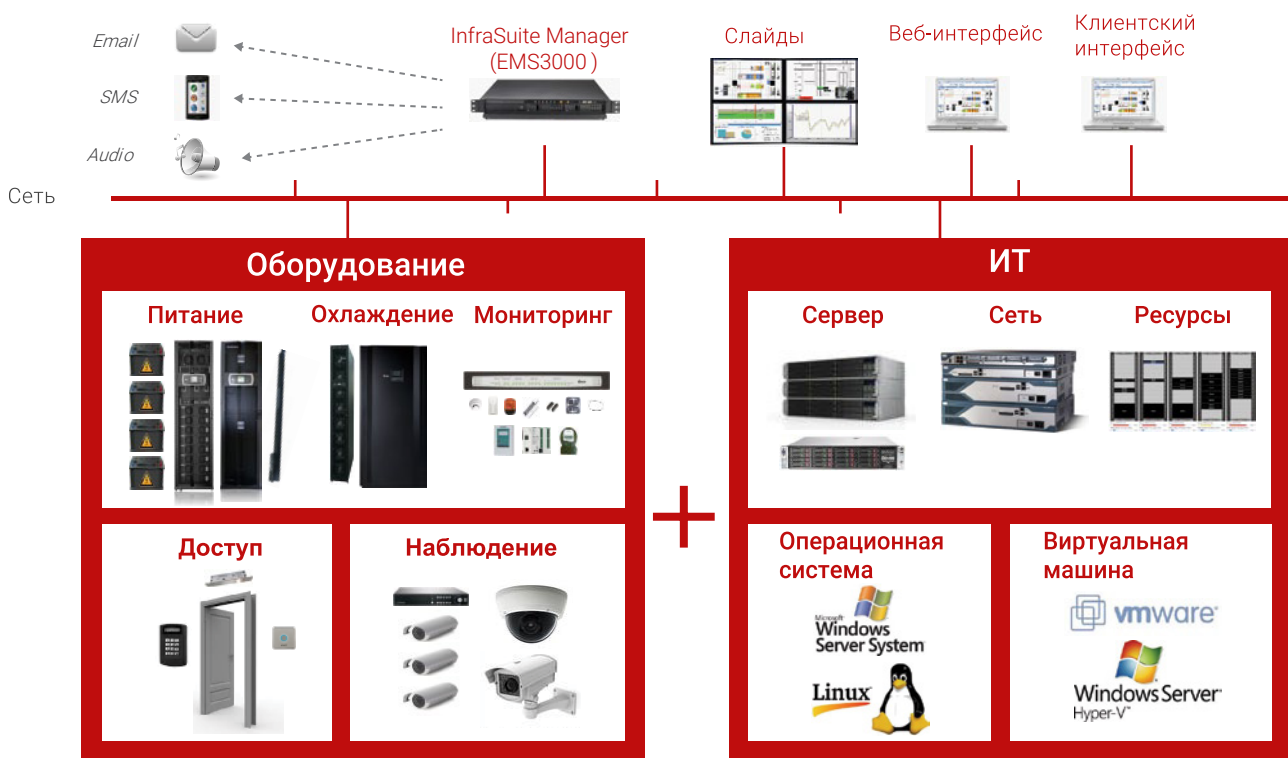 Email
SMS
Audio
InfraSuite Manager
(EMS3000 )
Слайды
Веб-интерфейс
Клиентский
интерфейс
Сеть
Оборудование
Питание
Охлаждение
Мониторинг
Доступ
Наблюдение
ИТ
Сервер
Сеть
Ресурсы
Операционная
система
Microsoft
Windows
Server System
Linux
Виртуальная
машина
vmware
Windows Server
Hyper-V